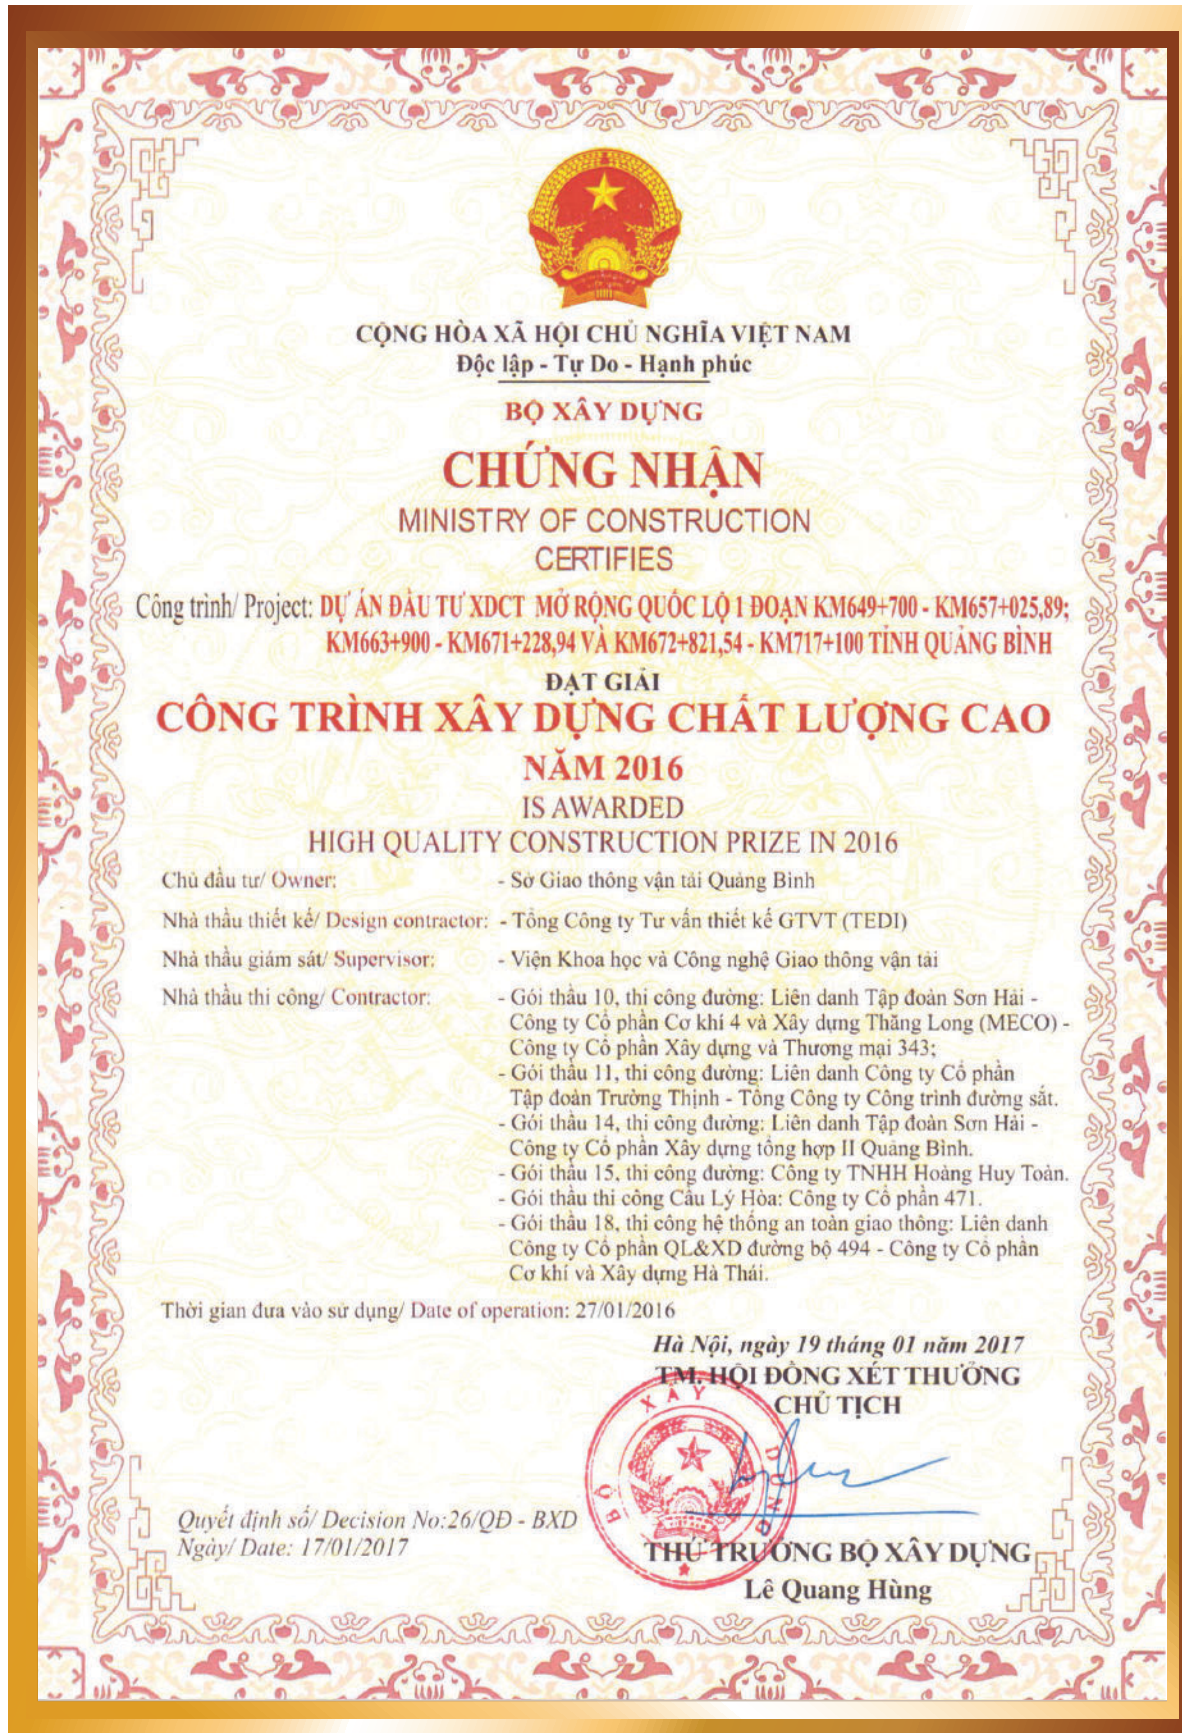 CỘNG HÒA XÃ HỘI CHỦ NGHĨA VIỆT NAM
Độc lập - Tự Do - Hạnh phúc
BỘ XÂY DỰNG
CHỨNG NHẬN
MINISTRY OF CONSTRUCTION
CERTIFIES
Công trình/ Project: DỰ ÁN ĐẦU TƯ XDCT MỞ RỘNG QUỐC LỘ 1 ĐOẠN KM649+700 - KM657+025,89;
KM663+900 - KM671+228,94 VÀ KM672+821,54 - KM717+100 TỈNH QUẢNG BÌNH
ĐẠT GIẢI
CÔNG TRÌNH XÂY DỰNG CHẤT LƯỢNG CAO
NĂM 2016
IS AWARDED
HIGH QUALITY CONSTRUCTION PRIZE IN 2016
Chủ đầu tư/ Owner: - Sở Giao thông vận tải Quảng Bình
Nhà thầu thiết kế/ Design contractor: - Tổng Công ty Tư vấn thiết kế GTVT (TEDI)
Nhà thầu giám sát/ Supervisor: - Viện Khoa học và Công nghệ Giao thông vận tải
Nhà thầu thi công/ Contractor: - Gói thầu 10, thi công đường: Liên danh Tập đoàn Sơn Hải -
Công ty Cổ phần Cơ khí 4 và Xây dựng Thăng Long (MECO) -
Công ty Cổ phần Xây dựng và Thương mại 343;
- Gói thầu 11, thi công đường: Liên danh Công ty Cổ phần
Tập đoàn Trường Thịnh - Tổng Công ty Công trình đường sắt.
- Gói thầu 14, thi công đường: Liên danh Tập đoàn Sơn Hải -
Công ty Cổ phần Xây dựng tổng hợp II Quảng Bình.
- Gói thầu 15, thi công đường: Công ty TNHH Hoàng Huy Toàn.
- Gói thầu thi công Cầu Lý Hòa: Công ty Cổ phần 471.
- Gói thầu 18, thi công hệ thống an toàn giao thông: Liên danh
Công ty Cổ phần QL&XD đường bộ 494 - Công ty Cổ phần
Cơ khí và Xây dựng Hà Thái.
Thời gian đưa vào sử dụng/ Date of operation: 27/01/2016
Hà Nội, ngày 19 tháng 01 năm 2017
TM. HỘI ĐỒNG XÉT THƯỞNG
CHỦ TỊCH
BỘ XÂY DỰNG
Quyết định số/ Decision No:26/QĐ - BXD
Ngày/ Date: 17/01/2017
THỨ TRƯỞNG BỘ XÂY DỰNG
Lê Quang Hùng